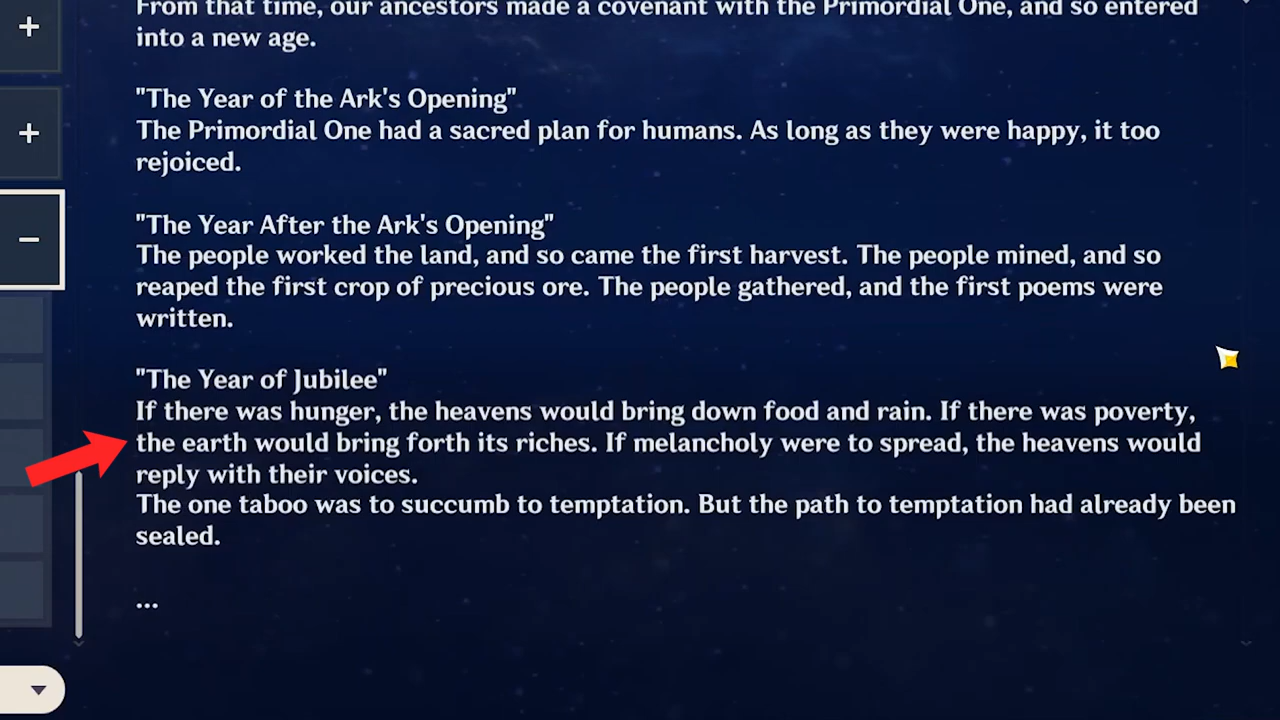 From that time, our ancestors made a covenant with the Primordial One, and so entered
into a new age.
"The Year of the Ark's Opening"
The Primordial One had a sacred plan for humans. As long as they were happy, it too
rejoiced.
"The Year After the Ark's Opening"
The people worked the land, and so came the first harvest. The people mined, and so
reaped the first crop of precious ore. The people gathered, and the first poems were
written.
"The Year of Jubilee"
If there was hunger, the heavens would bring down food and rain. If there was poverty,
the earth would bring forth its riches. If melancholy were to spread, the heavens would
reply with their voices.
The one taboo was to succumb to temptation. But the path to temptation had already been
sealed.
...